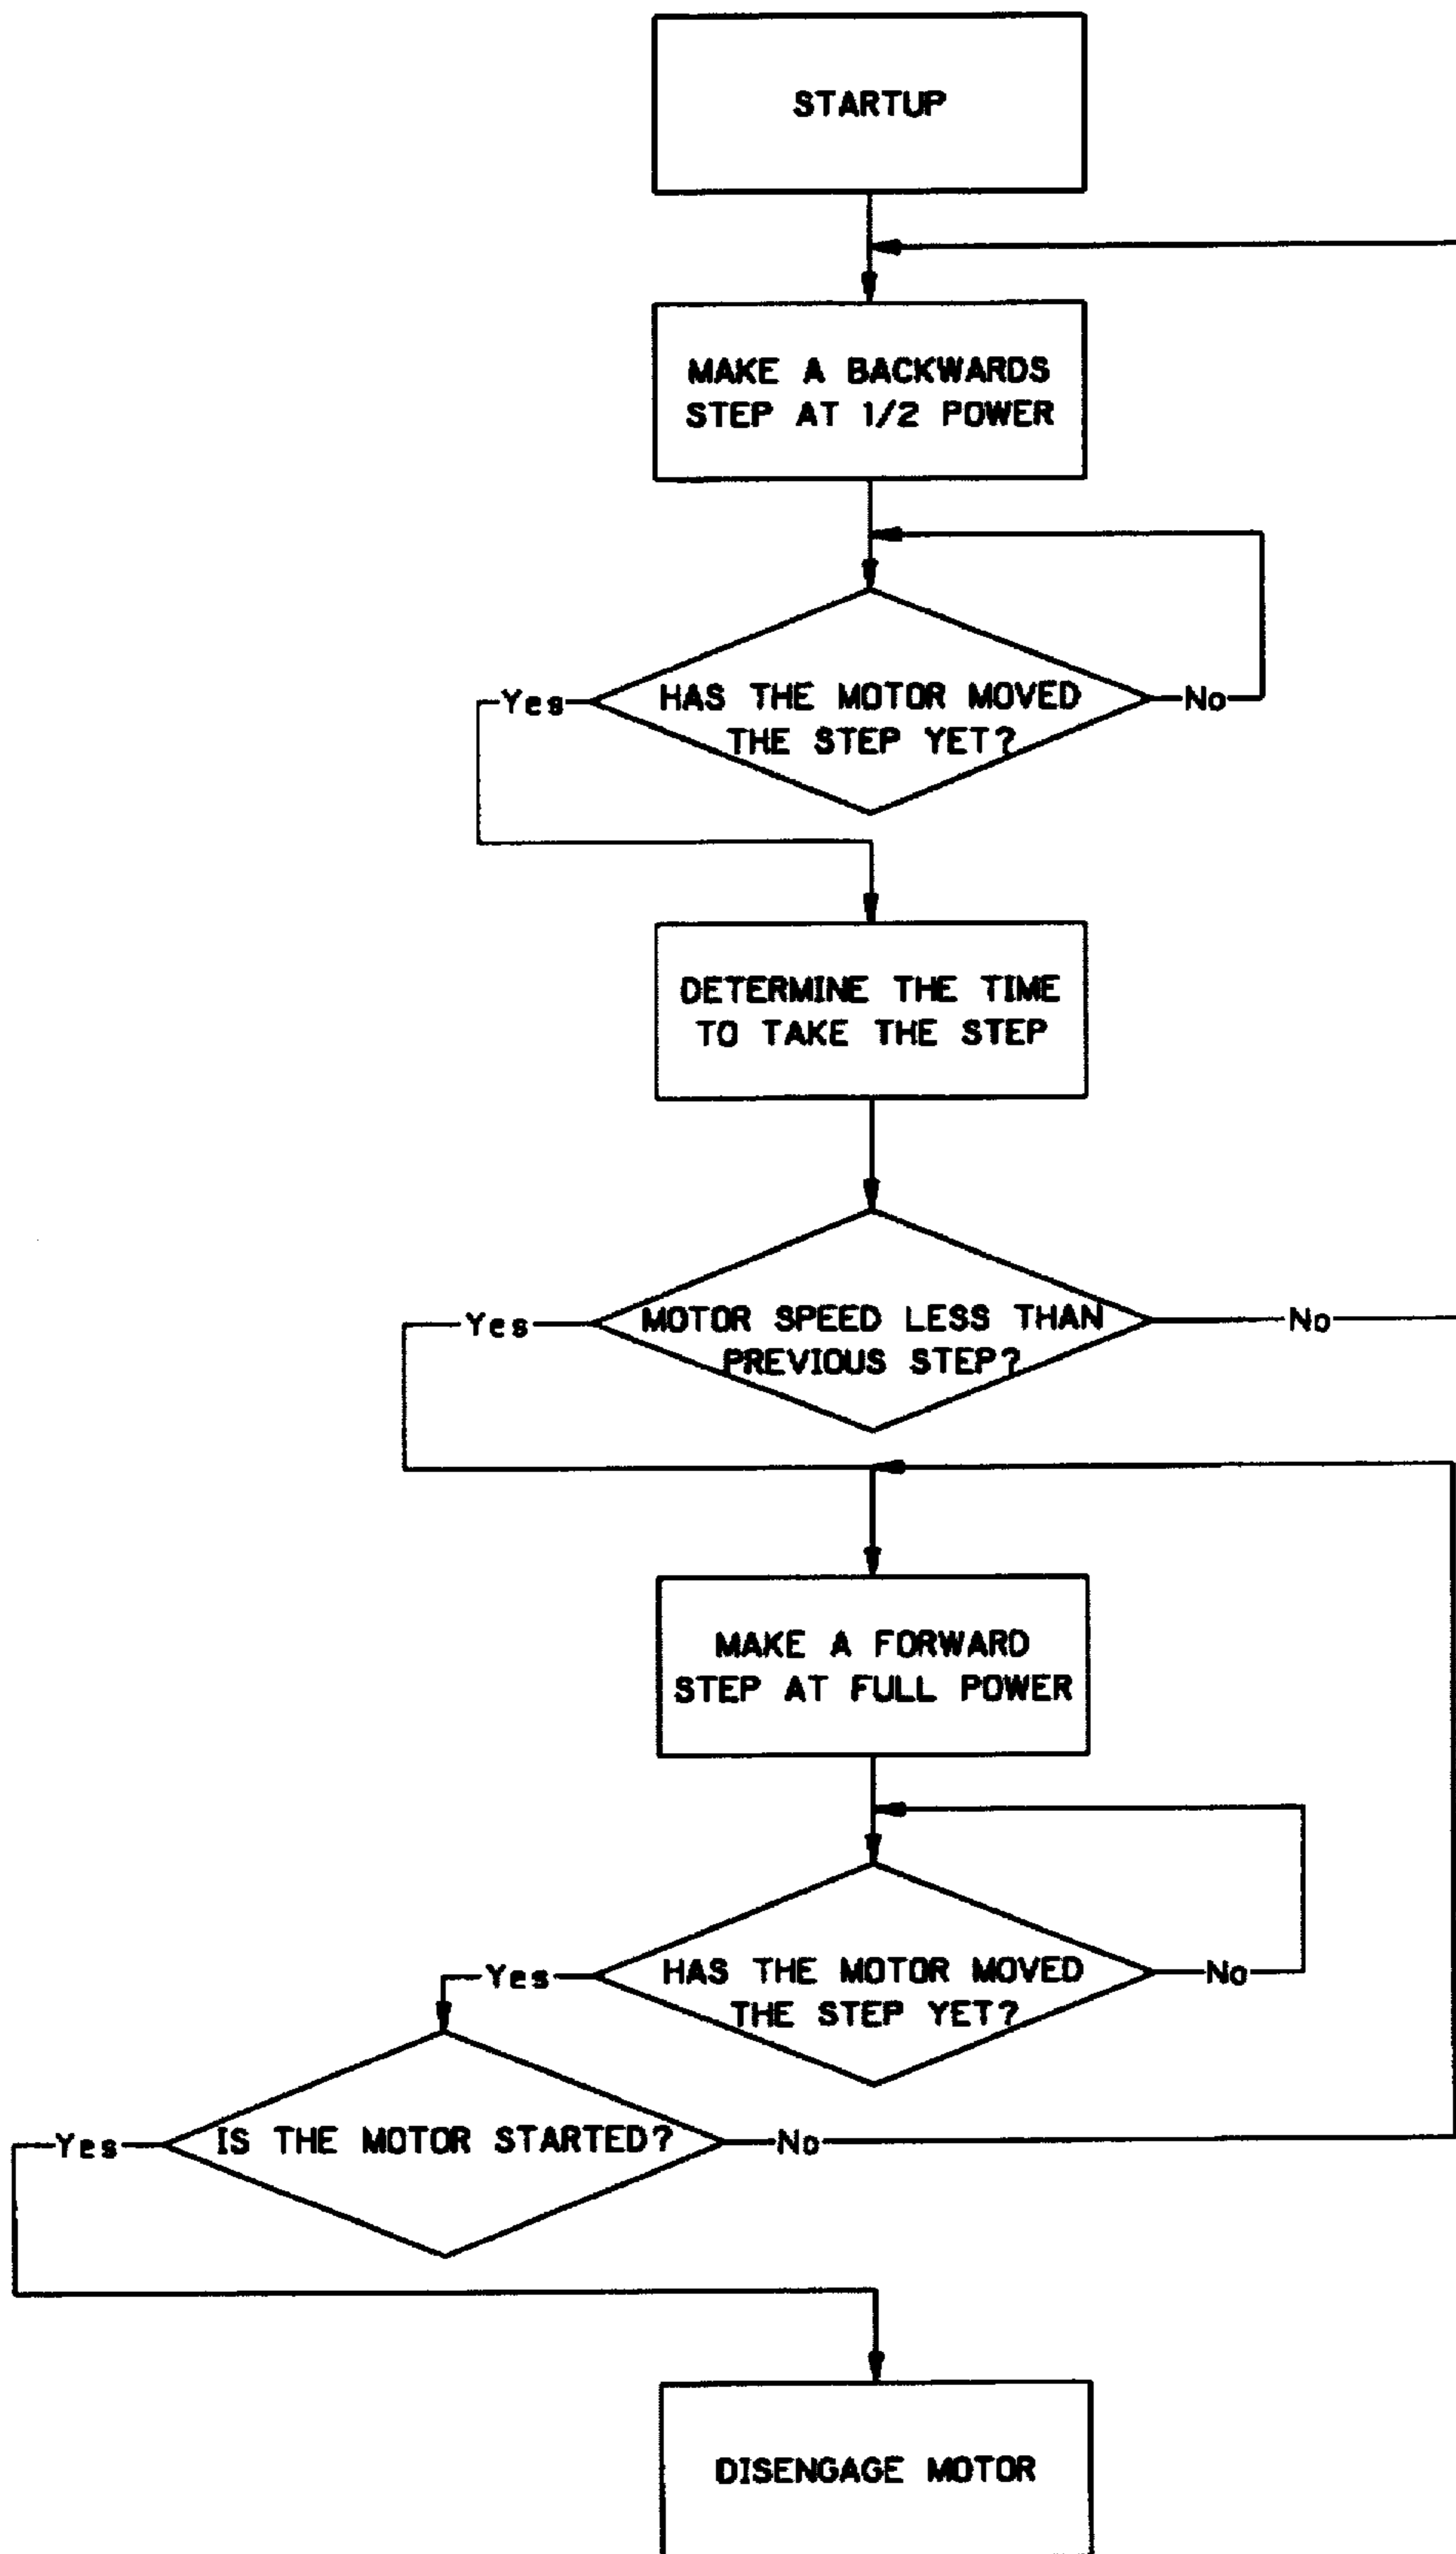 STARTUP
MAKE A BACKWARDS
STEP AT 1/2 POWER
Yes
HAS THE MOTOR MOVED
THE STEP YET?
No
DETERMINE THE TIME
TO TAKE THE STEP
Yes
MOTOR SPEED LESS THAN
PREVIOUS STEP?
No
MAKE A FORWARD
STEP AT FULL POWER
Yes
HAS THE MOTOR MOVED
THE STEP YET?
No
Yes
IS THE MOTOR STARTED?
No
DISENGAGE MOTOR